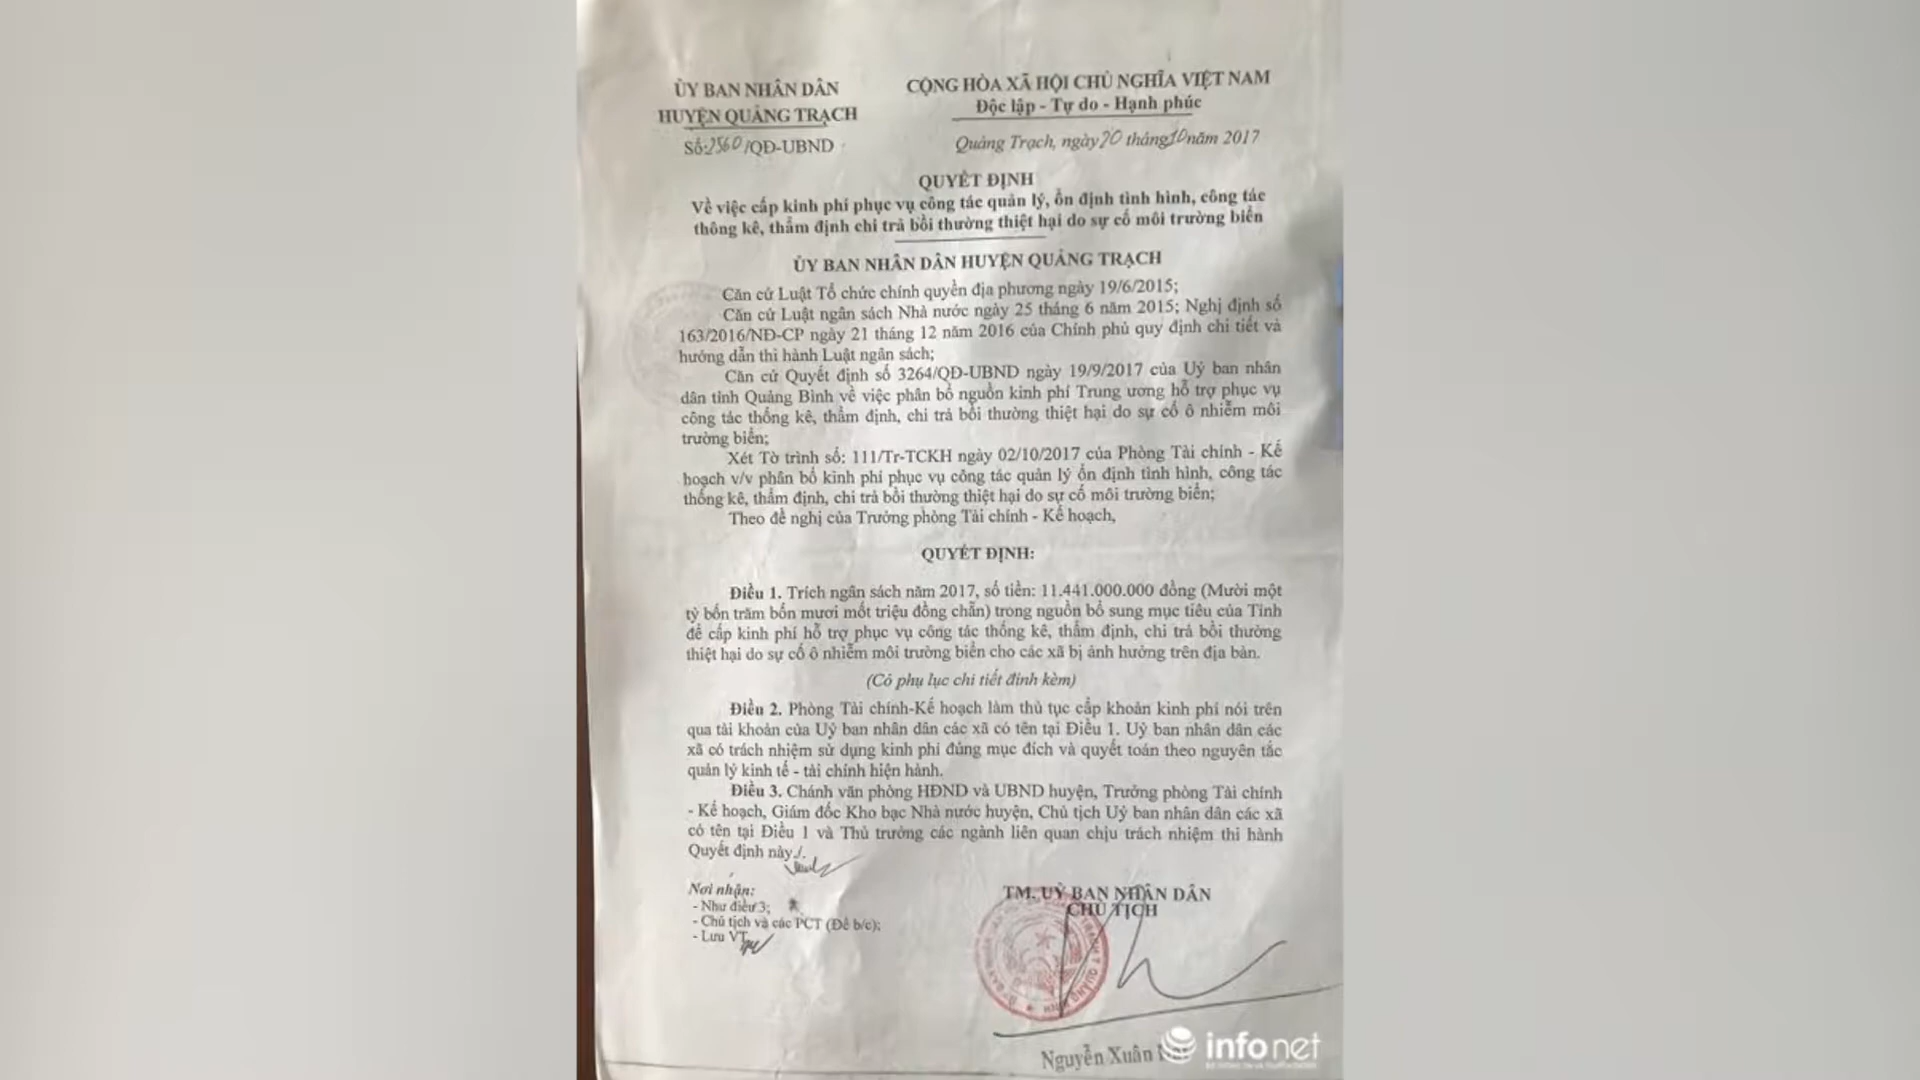 ỦY BAN NHÂN DÂN
HUYỆN QUẢNG TRẠCH
Số:2560/QĐ-UBND
CỘNG HÒA XÃ HỘI CHỦ NGHĨA VIỆT NAM
Độc lập - Tự do - Hạnh phúc
Quảng Trạch, ngày 20 tháng 10 năm 2017
QUYẾT ĐỊNH
Về việc cấp kinh phí phục vụ công tác quản lý, ổn định tình hình, công tác
thống kê, thẩm định chi trả bồi thường thiệt hại do sự cố môi trường biển
ỦY BAN NHÂN DÂN HUYỆN QUẢNG TRẠCH
Căn cứ Luật Tổ chức chính quyền địa phương ngày 19/6/2015;
Căn cứ Luật ngân sách Nhà nước ngày 25 tháng 6 năm 2015; Nghị định số
163/2016/NĐ-CP ngày 21 tháng 12 năm 2016 của Chính phủ quy định chi tiết và
hướng dẫn thi hành Luật ngân sách;
Căn cứ Quyết định số 3264/QĐ-UBND ngày 19/9/2017 của Uỷ ban nhân
dân tỉnh Quảng Bình về việc phân bổ nguồn kinh phí Trung ương hỗ trợ phục vụ
công tác thống kê, thẩm định, chi trả bồi thường thiệt hại do sự cố ô nhiễm môi
trường biển;
Xét Tờ trình số: 111/Tr-TCKH ngày 02/10/2017 của Phòng Tài chính - Kế
hoạch v/v phân bổ kinh phí phục vụ công tác quản lý ổn định tình hình, công tác
thống kê, thẩm định, chi trả bồi thường thiệt hại do sự cố môi trường biển;
Theo đề nghị của Trưởng phòng Tài chính - Kế hoạch,
QUYẾT ĐỊNH:
Điều 1. Trích ngân sách năm 2017, số tiền: 11.441.000.000 đồng (Mười một
tỷ bốn trăm bốn mươi mốt triệu đồng chẵn) trong nguồn bổ sung mục tiêu của Tỉnh
để cấp kinh phí hỗ trợ phục vụ công tác thống kê, thẩm định, chi trả bồi thường
thiệt hại do sự cố ô nhiễm môi trường biển cho các xã bị ảnh hưởng trên địa bàn.
(Có phụ lục chi tiết đính kèm)
Điều 2. Phòng Tài chính-Kế hoạch làm thủ tục cấp khoản kinh phí nói trên
qua tài khoản của Uỷ ban nhân dân các xã có tên tại Điều 1. Uỷ ban nhân dân các
xã có trách nhiệm sử dụng kinh phí đúng mục đích và quyết toán theo nguyên tắc
quản lý kinh tế - tài chính hiện hành.
Điều 3. Chánh văn phòng HĐND và UBND huyện, Trưởng phòng Tài chính
- Kế hoạch, Giám đốc Kho bạc Nhà nước huyện, Chủ tịch Uỷ ban nhân dân các xã
có tên tại Điều 1 và Thủ trưởng các ngành liên quan chịu trách nhiệm thi hành
Quyết định này./.
Nơi nhận:
- Như điều 3;
- Chủ tịch và các PCT (Để b/c);
- Lưu VT
TM. UỶ BAN NHÂN DÂN
CHỦ TỊCH
Nguyễn Xuân
infonet